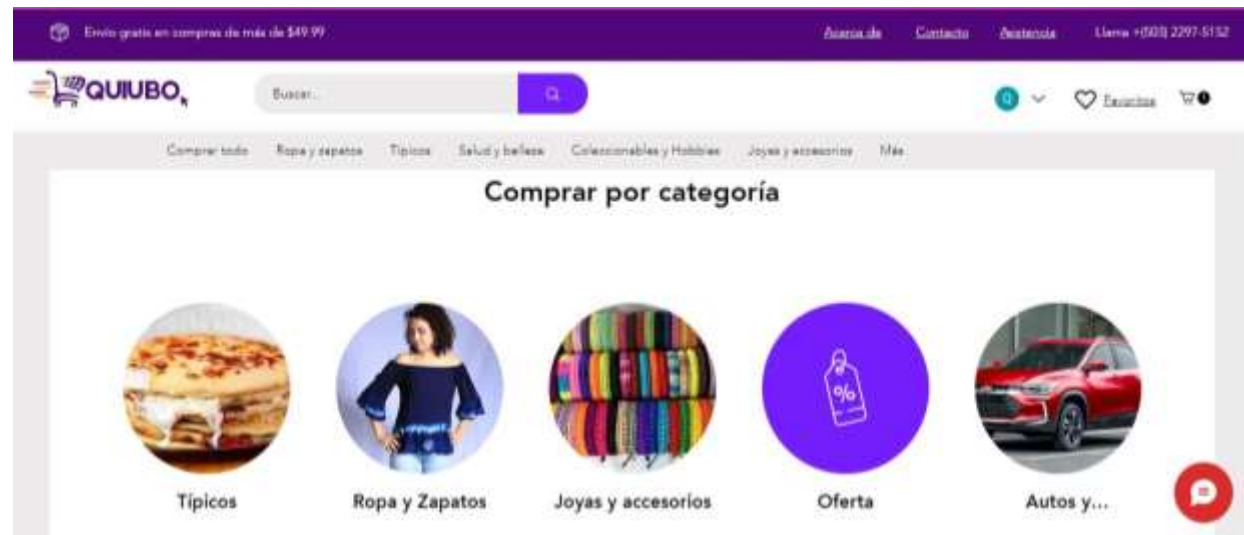 Envío gratis en compras de más de $49.99
Acerca de Contacto Asistencia Llama +(503) 2297-5152
QUIUBO
Buscar...
Q Favoritos
Comprar todo Ropa y zapatos Típicos Salud y belleza Coleccionables y Hobbies Joyas y accesorios Más
Comprar por categoría
%
Típicos Ropa y Zapatos Joyas y accesorios Oferta Autos y...